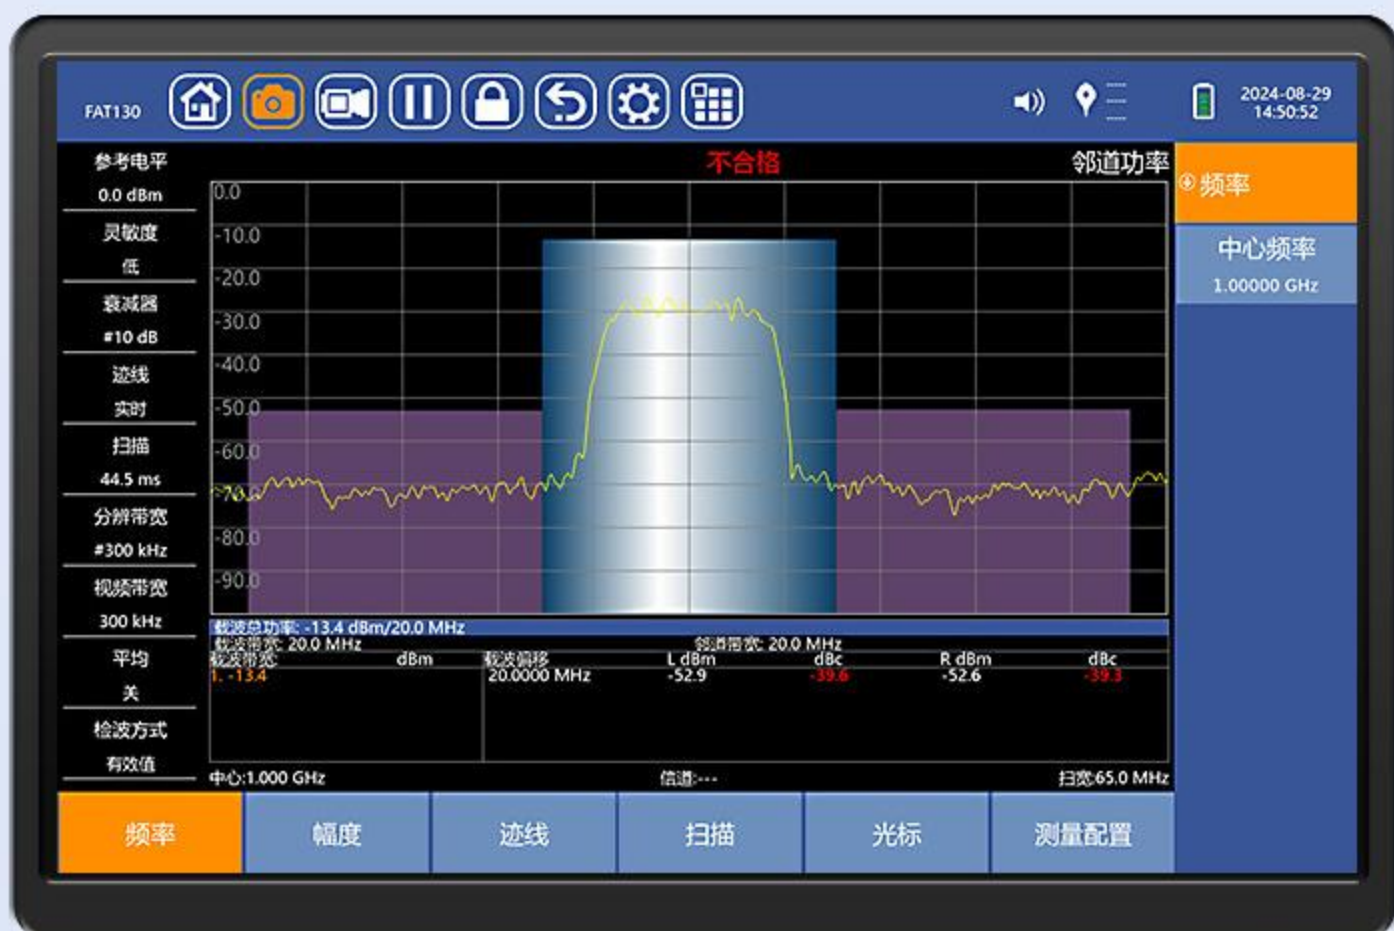 FAT130
2024-08-29
14:50:52
参考电平
0.0 dBm
灵敏度
低
衰减器
#10 dB
迹线
实时
扫描
44.5 ms
分辨带宽
#300 kHz
视频带宽
300 kHz
平均
关
检波方式
有效值
不合格
邻道功率
0.0
-10.0
-20.0
-30.0
-40.0
-50.0
-60.0
-70.0
-80.0
-90.0
载波总功率: -13.4 dBm/20.0 MHz
载波带宽: 20.0 MHz 邻道带宽: 20.0 MHz
载波带宽: dBm 载波偏移 L dBm dBc R dBm dBc
1. -13.4 20.0000 MHz -52.9 -39.6 -52.6 -39.3
中心:1.000 GHz 信道:--- 扫宽:65.0 MHz
频率
中心频率
1.00000 GHz
频率 幅度 迹线 扫描 光标 测量配置